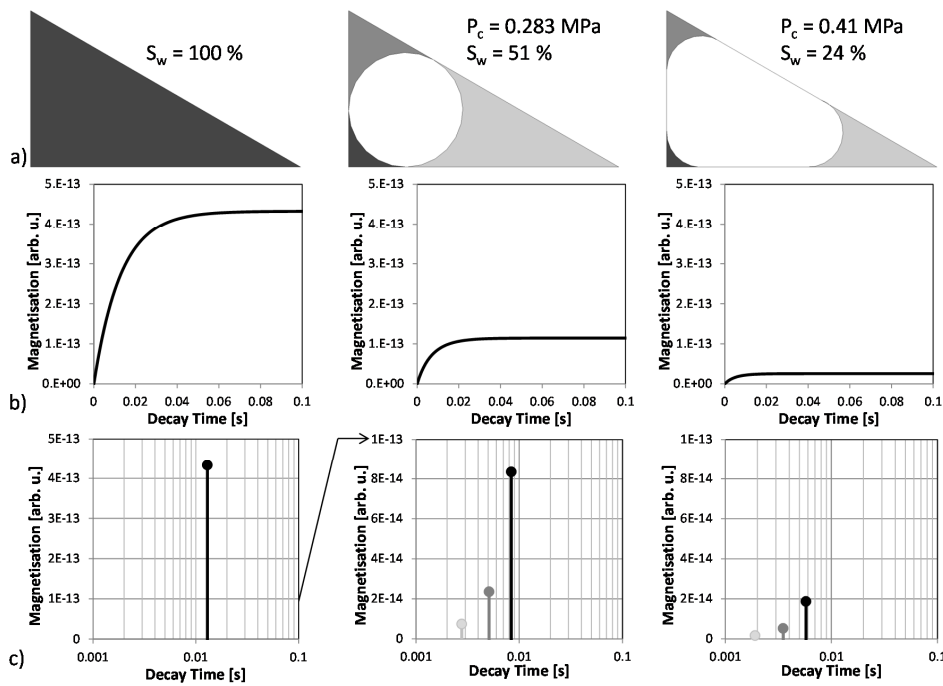 S_w = 100 %
P_c = 0.283 MPa
S_w = 51 %
P_c = 0.41 MPa
S_w = 24 %
a)
Magnetisation [arb. u.]
5.E-13
4.E-13
3.E-13
2.E-13
1.E-13
0.E+00
0 0.02 0.04 0.06 0.08 0.1
Decay Time [s]
Magnetisation [arb. u.]
5.E-13
4.E-13
3.E-13
2.E-13
1.E-13
0.E+00
0 0.02 0.04 0.06 0.08 0.1
Decay Time [s]
Magnetisation [arb. u.]
5.E-13
4.E-13
3.E-13
2.E-13
1.E-13
0.E+00
0 0.02 0.04 0.06 0.08 0.1
Decay Time [s]
b)
Magnetisation [arb. u.]
5E-13
4E-13
3E-13
2E-13
1E-13
0
0.001 0.01 0.1
Decay Time [s]
Magnetisation [arb. u.]
1E-13
8E-14
6E-14
4E-14
2E-14
0
0.001 0.01 0.1
Decay Time [s]
Magnetisation [arb. u.]
1E-13
8E-14
6E-14
4E-14
2E-14
0
0.001 0.01 0.1
Decay Time [s]
c)